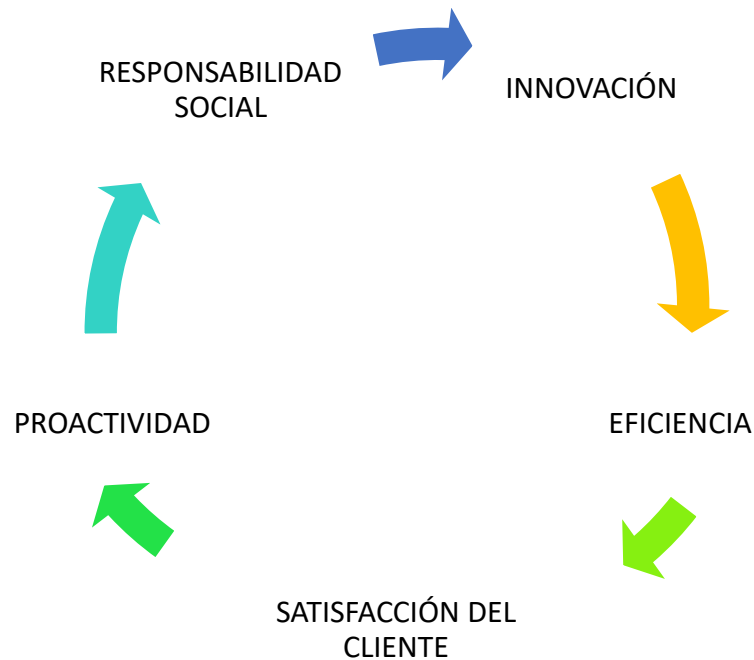 RESPONSABILIDAD
SOCIAL
INNOVACIÓN
EFICIENCIA
SATISFACCIÓN DEL
CLIENTE
PROACTIVIDAD